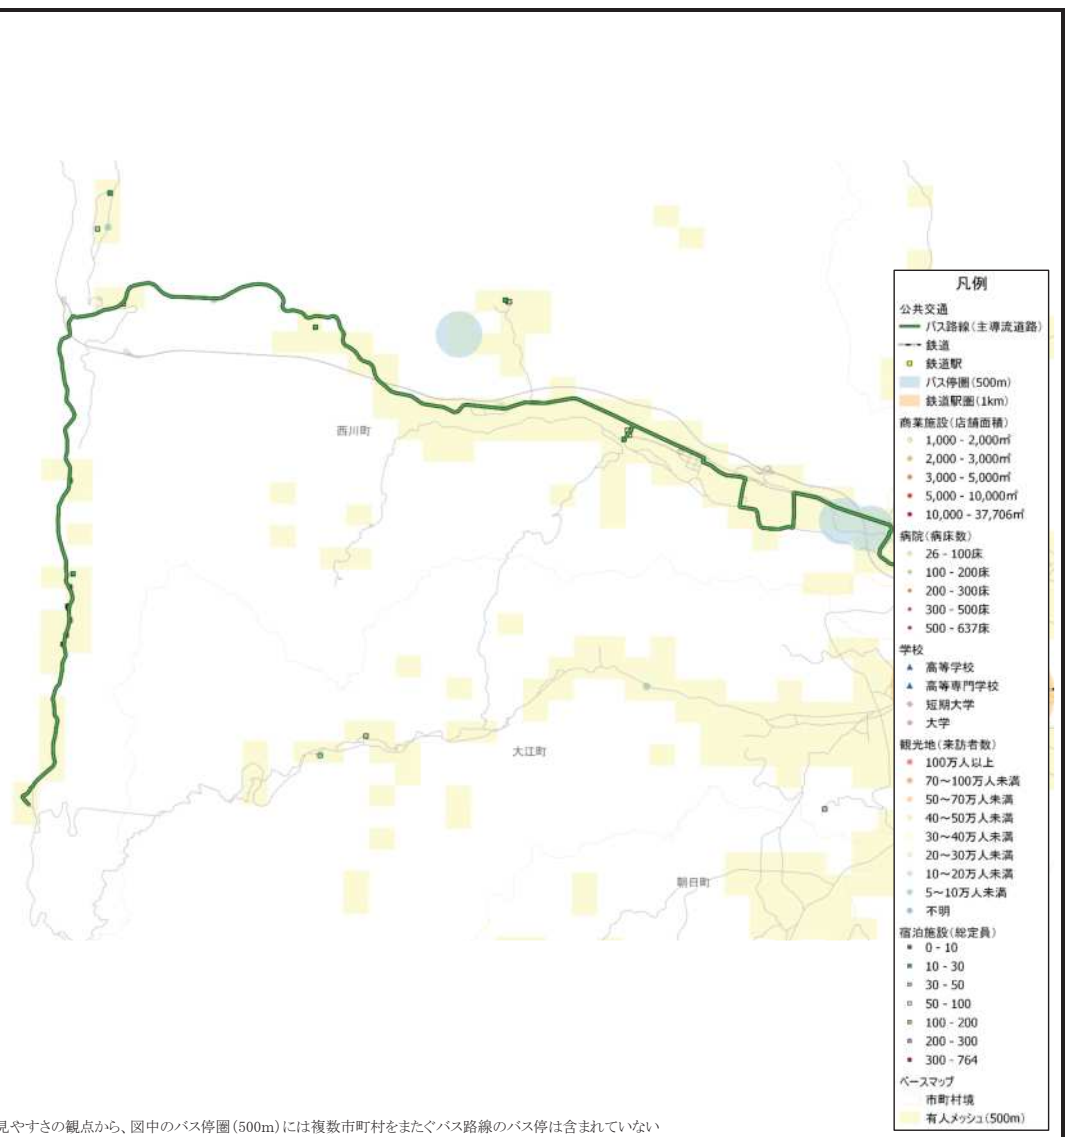 西川町
大江町
朝日町
凡例
公共交通
バス路線(主導流道路)
鉄道
鉄道駅
バス停圏(500m)
鉄道駅圏(1km)
商業施設(店舗面積)
1,000 - 2,000㎡
2,000 - 3,000㎡
3,000 - 5,000㎡
5,000 - 10,000㎡
10,000 - 37,706㎡
病院(病床数)
26 - 100床
100 - 200床
200 - 300床
300 - 500床
500 - 637床
学校
高等学校
高等専門学校
短期大学
大学
観光地(来訪者数)
100万人以上
70～100万人未満
50～70万人未満
40～50万人未満
30～40万人未満
20～30万人未満
10～20万人未満
5～10万人未満
不明
宿泊施設(総定員)
0 - 10
10 - 30
30 - 50
50 - 100
100 - 200
200 - 300
300 - 764
ベースマップ
市町村境
有人メッシュ(500m)
見やすさの観点から、図中のバス停圏(500m)には複数市町村をまたぐバス路線のバス停は含まれていない